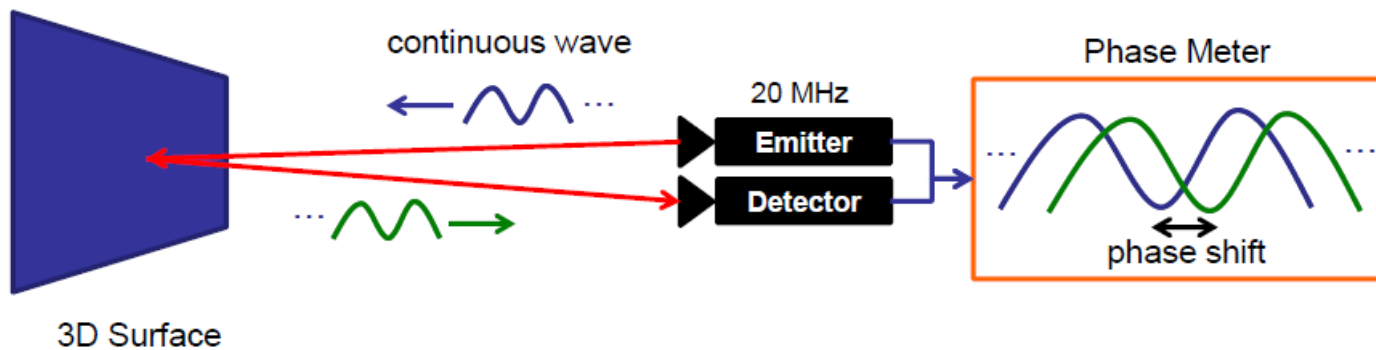 continuous wave
Phase Meter
20 MHz
...
Emitter
Detector
...
...
...
phase shift
3D Surface